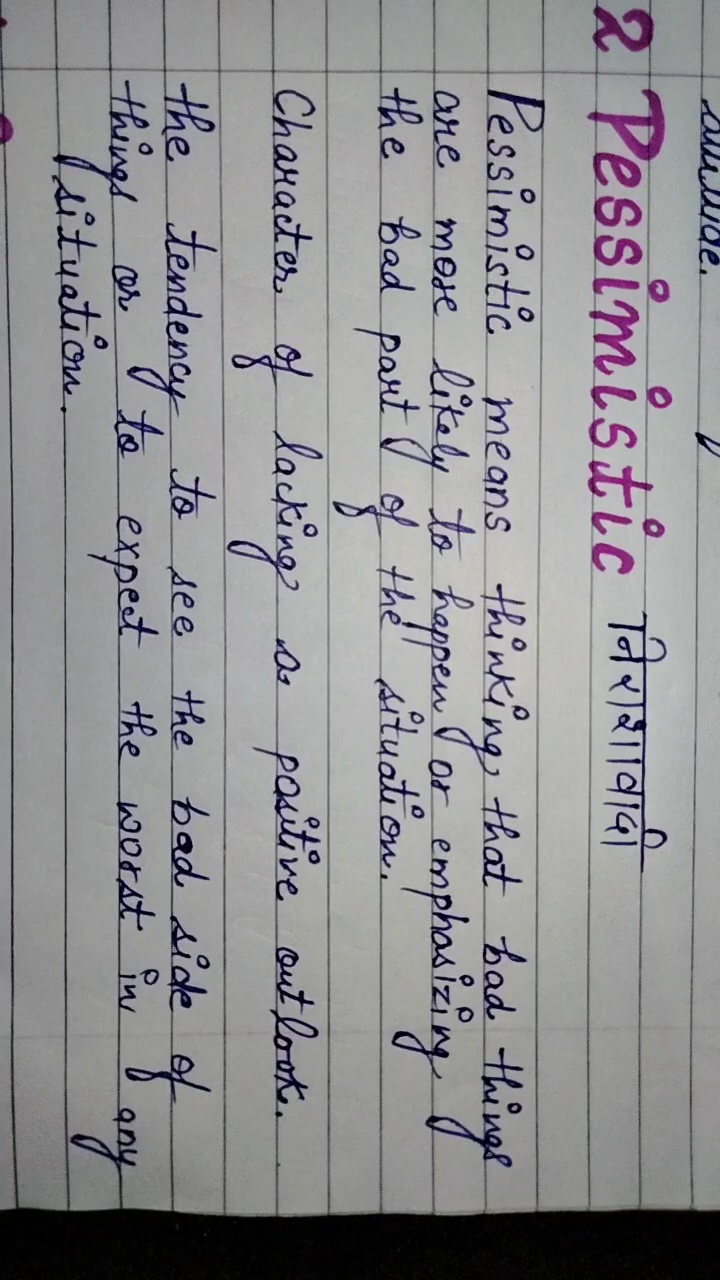 2 Pessimistic निराशावादी
Pessimistic means thinking, that bad things
are more likely to happen or emphasizing
the bad part of the situation.
Character of lacking a positive outlook.
the tendency to see the bad side of
things or to expect the worst in any
situation.